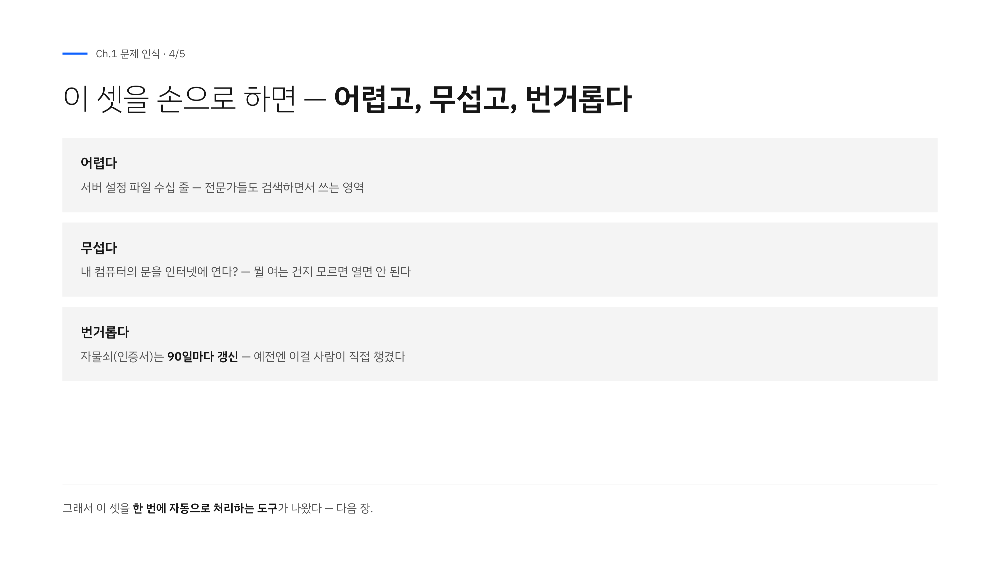 Ch.1 문제 인식 · 4/5
이 셋을 손으로 하면 — 어렵고, 무섭고, 번거롭다
어렵다
서버 설정 파일 수십 줄 — 전문가들도 검색하면서 쓰는 영역
무섭다
내 컴퓨터의 문을 인터넷에 연다? — 뭘 여는 건지 모르면 열면 안 된다
번거롭다
자물쇠(인증서)는 90일마다 갱신 — 예전엔 이걸 사람이 직접 챙겼다
그래서 이 셋을 한 번에 자동으로 처리하는 도구가 나왔다 — 다음 장.